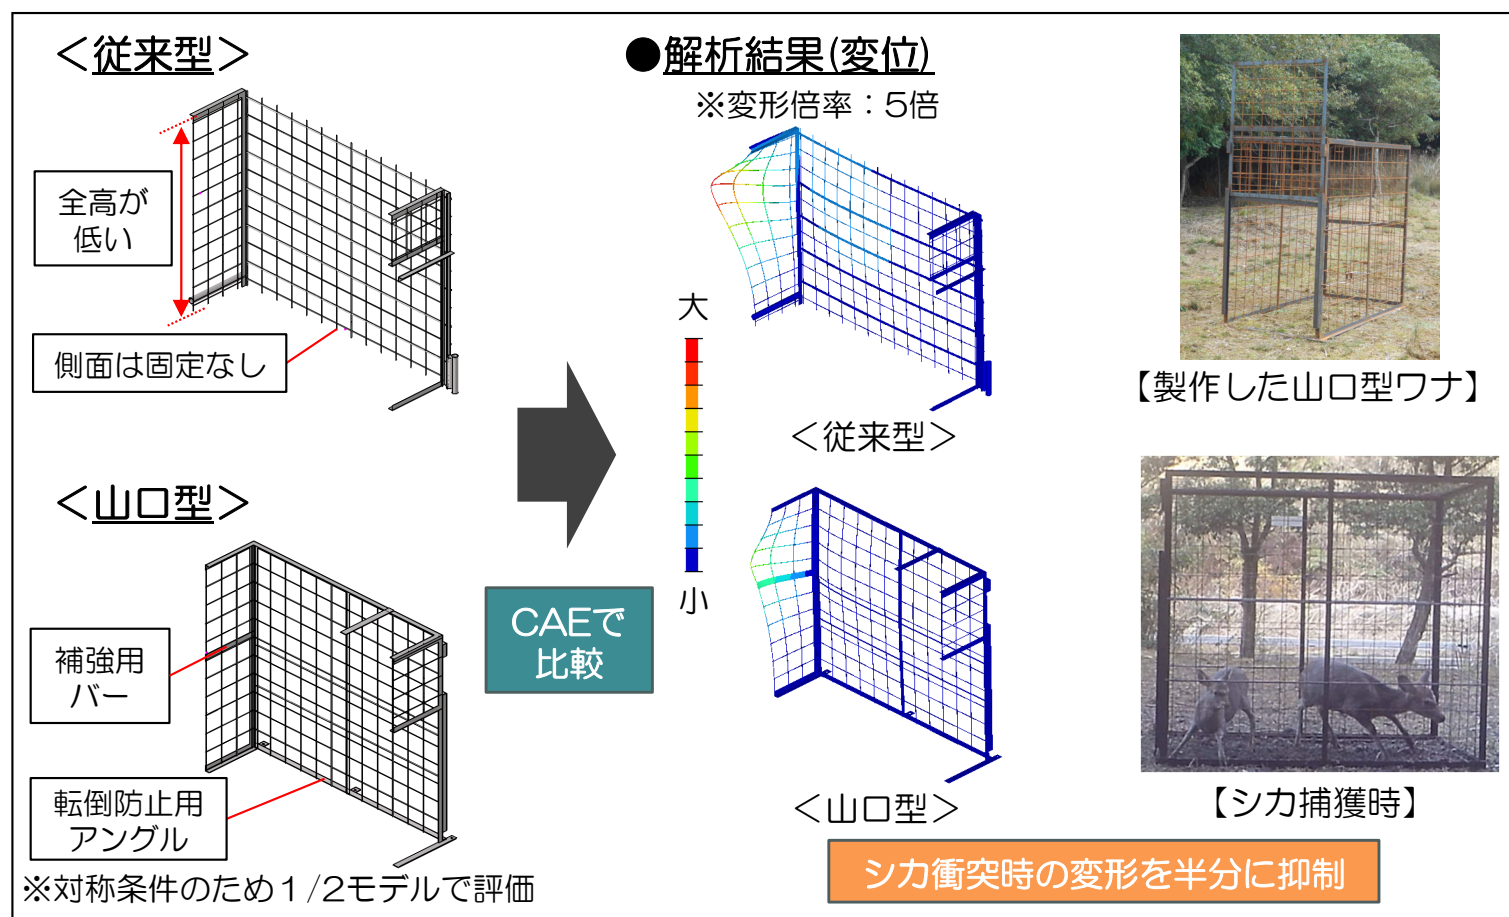 ＜従来型＞
全高が
低い
側面は固定なし
＜山口型＞
補強用
バー
転倒防止用
アングル
※対称条件のため１/2モデルで評価
CAEで
比較
●解析結果(変位)
※変形倍率：5倍
大
小
＜従来型＞
＜山口型＞
【製作した山口型ワナ】
【シカ捕獲時】
シカ衝突時の変形を半分に抑制